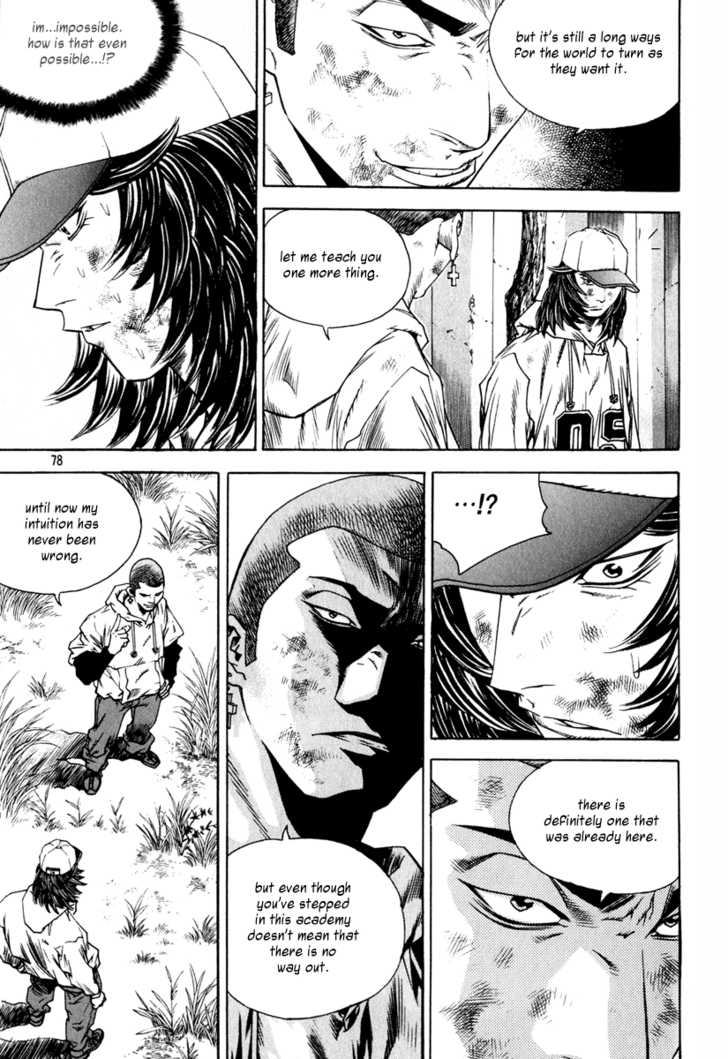 but it's still a long ways
for the world to turn as
they want it.
let me teach you
one more thing.
im...impossible.
how is that even
possible...!?
78
...!?
there is
definitely one that
was already here.
but even though
you've stepped
in this academy
doesn't mean that
there is no
way out.
until now my
intuition has
never been
wrong.